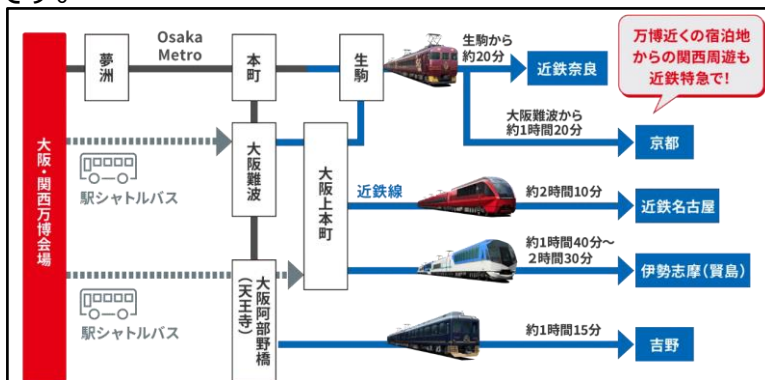 です。
Osaka
Metro
夢洲
本町
生駒
生駒から
約20分
近鉄奈良
万博近くの宿泊地
からの関西周遊も
近鉄特急で!
大阪・関西万博会場
駅シャトルバス
大阪難波
大阪上本町
大阪難波から
約1時間20分
京都
近鉄線
約2時間10分
近鉄名古屋
約1時間40分~
2時間30分
伊勢志摩(賢島)
駅シャトルバス
大阪阿部野橋
(天王寺)
約1時間15分
吉野